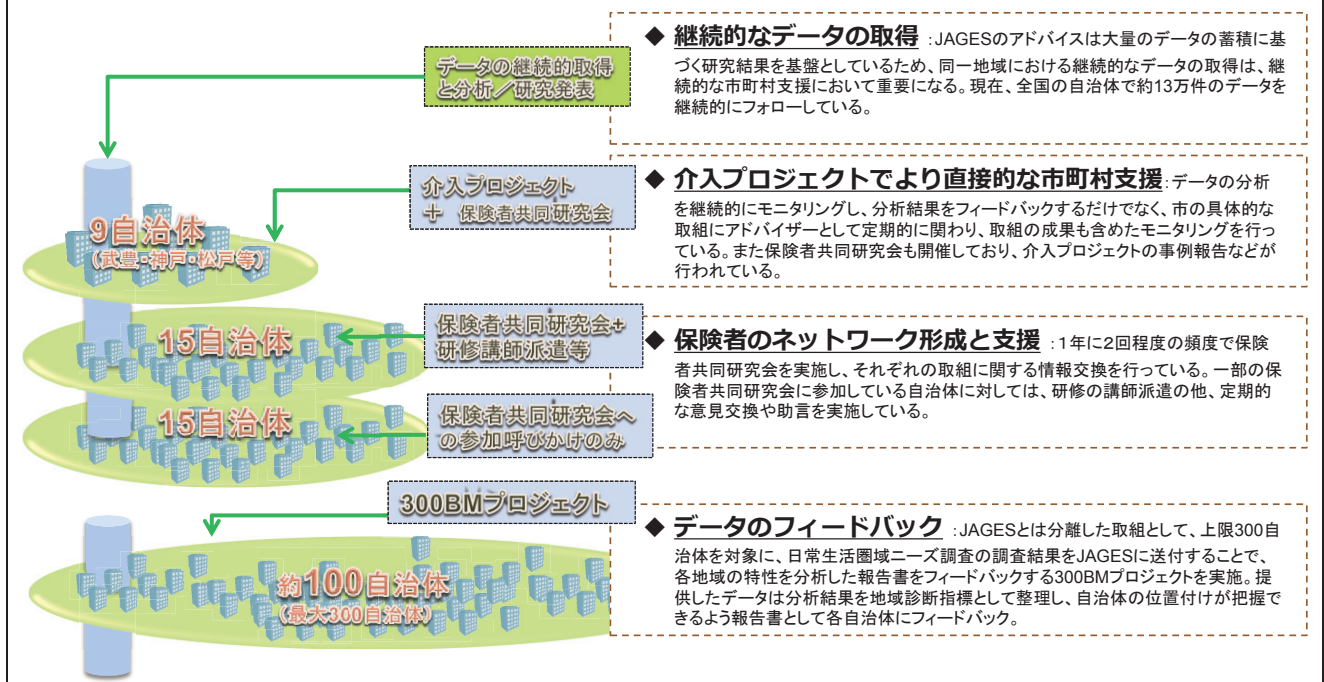 データの継続的取得
と分析／研究発表
◆ 継続的なデータの取得 :JAGESのアドバイスは大量のデータの蓄積に基
づく研究結果を基盤としているため、同一地域における継続的なデータの取得は、継
続的な市町村支援において重要になる。現在、全国の自治体で約13万件のデータを
継続的にフォローしている。
9自治体
（武豊・神戸・松戸等）
介入プロジェクト
＋ 保険者共同研究会
◆ 介入プロジェクトでより直接的な市町村支援:データの分析
を継続的にモニタリングし、分析結果をフィードバックするだけでなく、市の具体的な
取組にアドバイザーとして定期的に関わり、取組の成果も含めたモニタリングを行っ
ている。また保険者共同研究会も開催しており、介入プロジェクトの事例報告などが
行われている。
15自治体
保険者共同研究会+
研修講師派遣等
◆ 保険者のネットワーク形成と支援 :１年に２回程度の頻度で保険
者共同研究会を実施し、それぞれの取組に関する情報交換を行っている。一部の保
険者共同研究会に参加している自治体に対しては、研修の講師派遣の他、定期的
な意見交換や助言を実施している。
15自治体
保険者共同研究会へ
の参加呼びかけのみ
300BMプロジェクト
約100自治体
（最大300自治体）
◆ データのフィードバック :JAGESとは分離した取組として、上限300自
治体を対象に、日常生活圏域ニーズ調査の調査結果をJAGESに送付することで、
各地域の特性を分析した報告書をフィードバックする300BMプロジェクトを実施。提
供したデータは分析結果を地域診断指標として整理し、自治体の位置付けが把握で
きるよう報告書として各自治体にフィードバック。